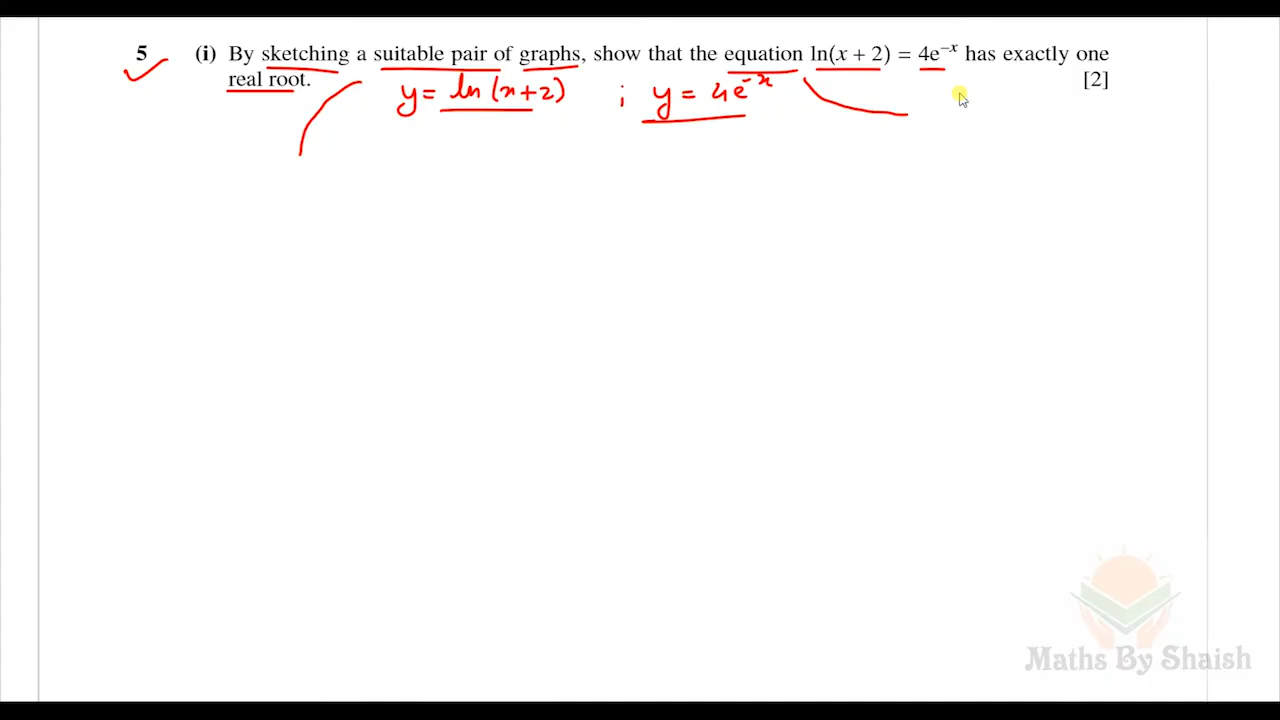 5 (i) By sketching a suitable pair of graphs, show that the equation ln(x + 2) = 4e⁻ˣ has exactly one
real root. [2]
y = ln (x+2) ; y = 4e⁻ˣ
Maths By Shaish